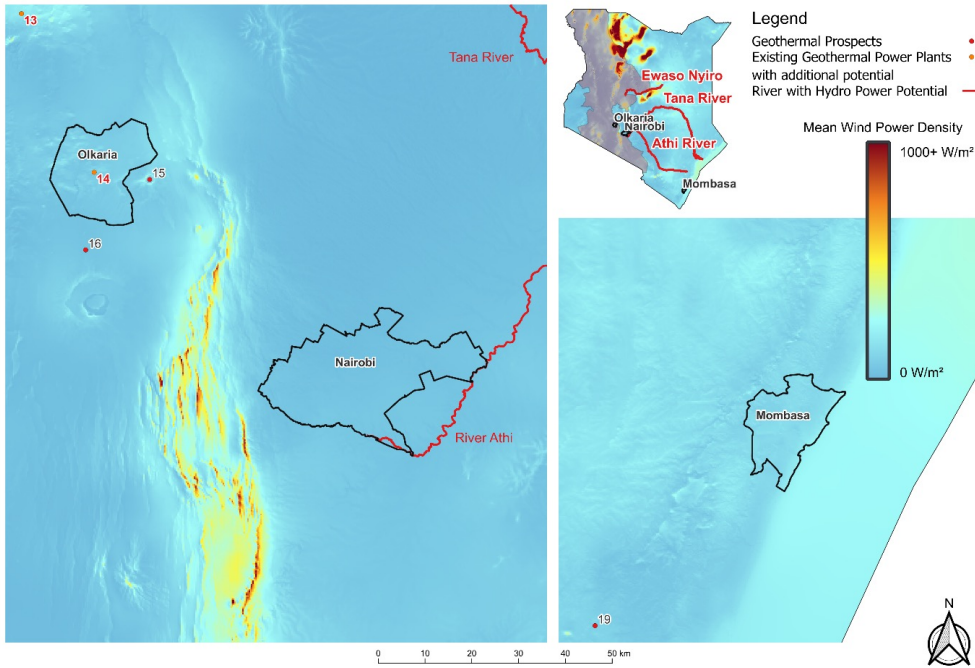 13
Tana River
Olkaria
14
15
16
Nairobi
River Athi
Ewaso Nyiro
Tana River
Olkaria
Nairobi
Athi River
Mombasa
Legend
Geothermal Prospects
Existing Geothermal Power Plants
with additional potential
River with Hydro Power Potential
Mean Wind Power Density
1000+ W/m²
0 W/m²
Mombasa
19
N
0 10 20 30 40 50 km